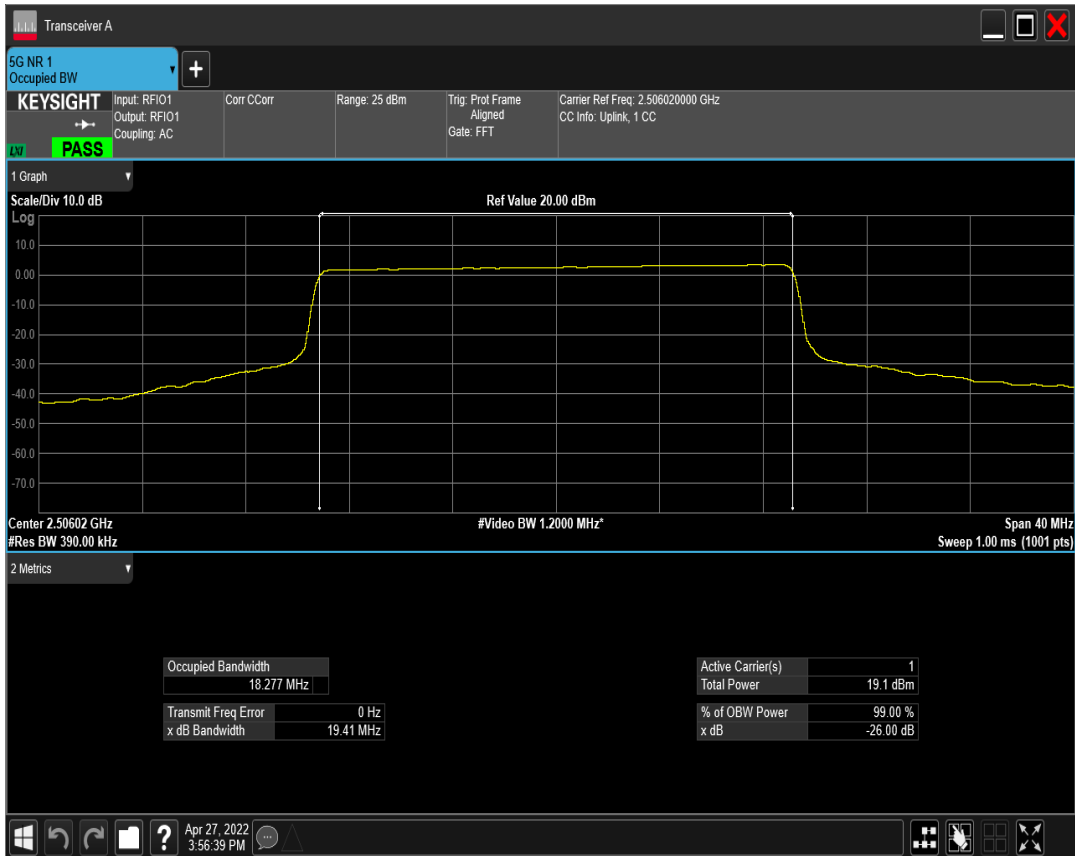 Transceiver A
5G NR 1
Occupied BW
+
KEYSIGHT
LXI
PASS
Input: RFIO1
Output: RFIO1
Coupling: AC
Corr CCorr
Range: 25 dBm
Trig: Prot Frame
Aligned
Gate: FFT
Carrier Ref Freq: 2.506020000 GHz
CC Info: Uplink, 1 CC
1 Graph
Scale/Div 10.0 dB
Ref Value 20.00 dBm
Log
10.0
0.00
-10.0
-20.0
-30.0
-40.0
-50.0
-60.0
-70.0
Center 2.50602 GHz
#Video BW 1.2000 MHz*
Span 40 MHz
#Res BW 390.00 kHz
Sweep 1.00 ms (1001 pts)
2 Metrics
Occupied Bandwidth
18.277 MHz
Transmit Freq Error 0 Hz
x dB Bandwidth 19.41 MHz
Active Carrier(s) 1
Total Power 19.1 dBm
% of OBW Power 99.00 %
x dB -26.00 dB
?
Apr 27, 2022
3:56:39 PM